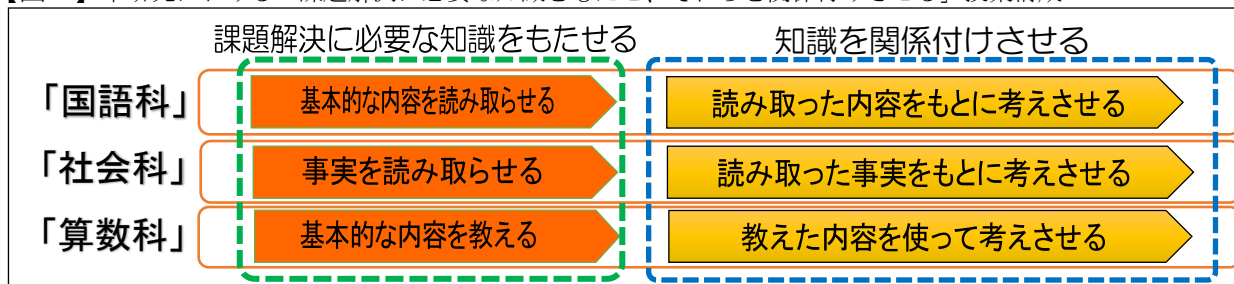 課題解決に必要な知識をもたせる 知識を関係付けさせる
「国語科」 基本的な内容を読み取らせる 読み取った内容をもとに考えさせる
「社会科」 事実を読み取らせる 読み取った事実をもとに考えさせる
「算数科」 基本的な内容を教える 教えた内容を使って考えさせる